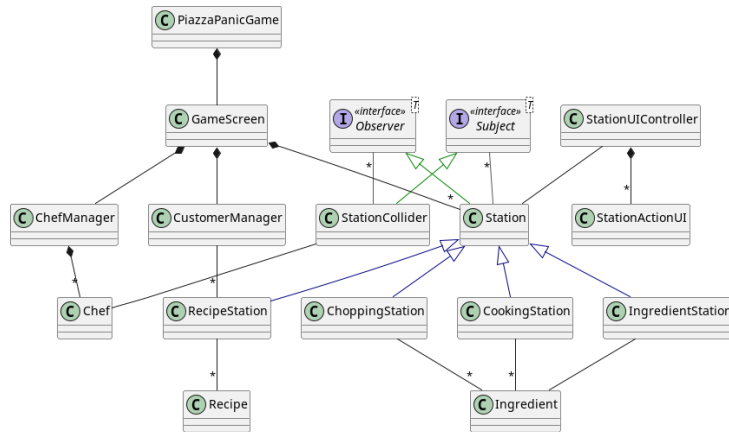 C PiazzaPanicGame
C GameScreen
I «interface» Observer T
I «interface» Subject T
C StationUIController
* * * *
C ChefManager
C CustomerManager
C StationCollider
C Station
C StationActionUI
* *
C Chef
C RecipeStation
C ChoppingStation
C CookingStation
C IngredientStation
* * *
C Recipe
C Ingredient